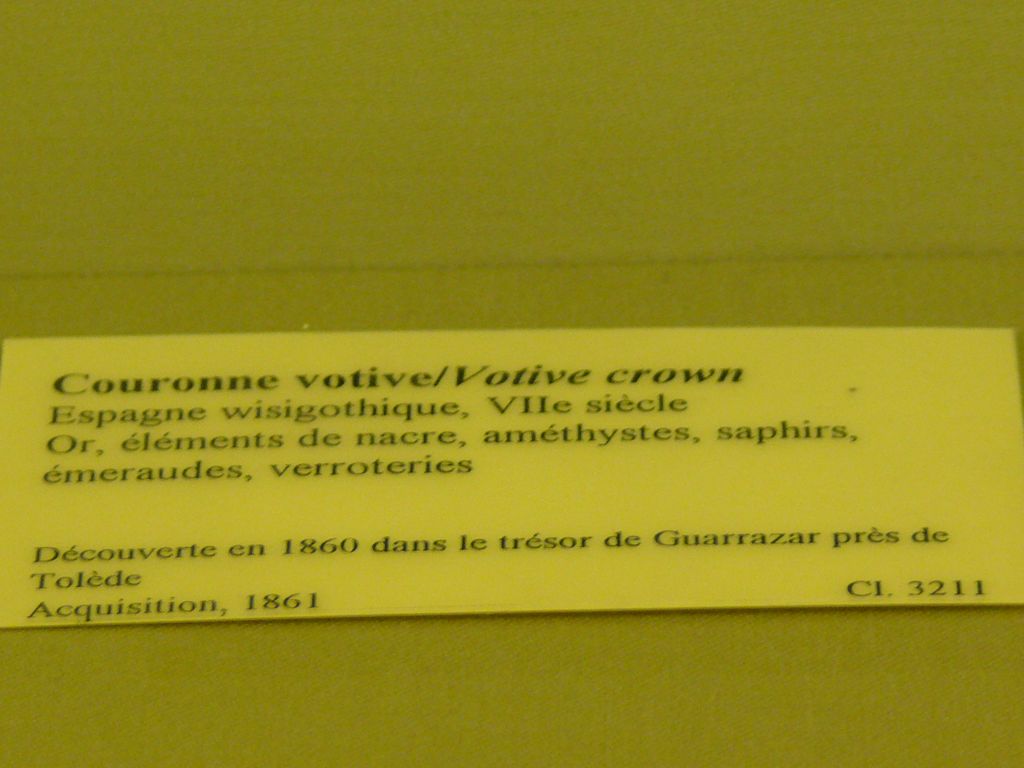 Couronne votive/Votive crown
Espagne wisigothique, VIIe siècle
Or, éléments de nacre, améthystes, saphirs,
émeraudes, verroteries
Découverte en 1860 dans le trésor de Guarrazar près de
Tolède
Acquisition, 1861
Cl. 3211